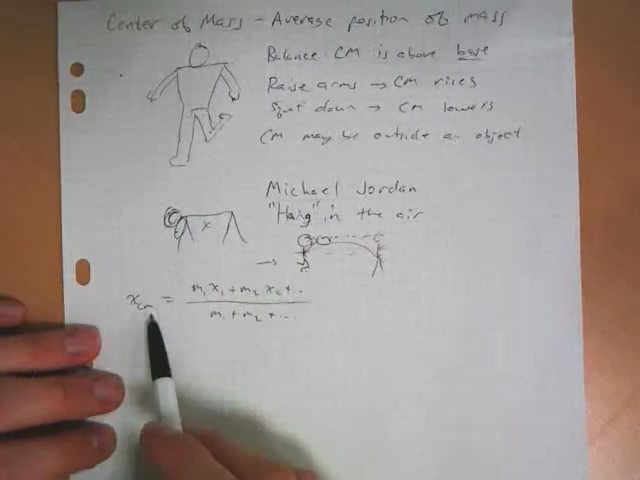 Center of Mass - Average position of mass
Balance: CM is above base
Raise arms → CM rises
Squat down → CM lowers
CM may be outside an object
Michael Jordan
"Hang" in the air
x
→
x_cm = (m₁x₁ + m₂x₂ + ..) / (m₁ + m₂ + ...)